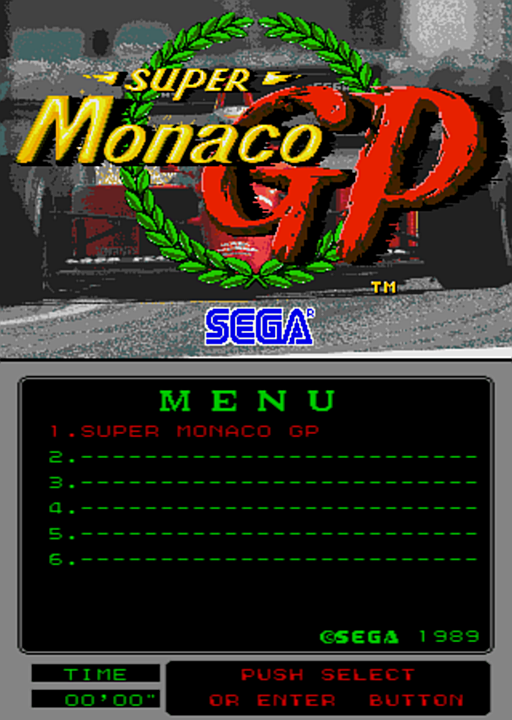 SUPER
Monaco GP
TM
SEGA®
MENU
1.SUPER MONACO GP
2.-------------------------
3.-------------------------
4.-------------------------
5.-------------------------
6.-------------------------
©SEGA 1989
TIME
00'00"
PUSH SELECT
OR ENTER BUTTON